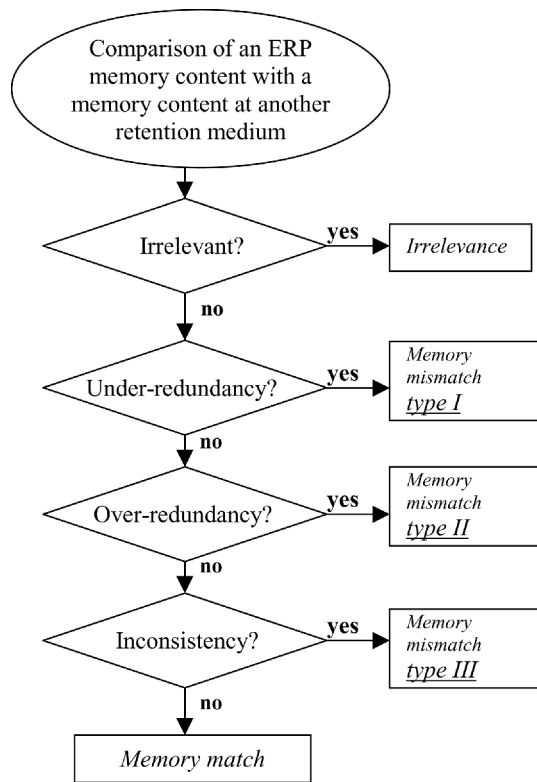 Comparison of an ERP
memory content with a
memory content at another
retention medium
Irrelevant?
yes
Irrelevance
no
Under-redundancy?
yes
Memory
mismatch
type I
no
Over-redundancy?
yes
Memory
mismatch
type II
no
Inconsistency?
yes
Memory
mismatch
type III
no
Memory match